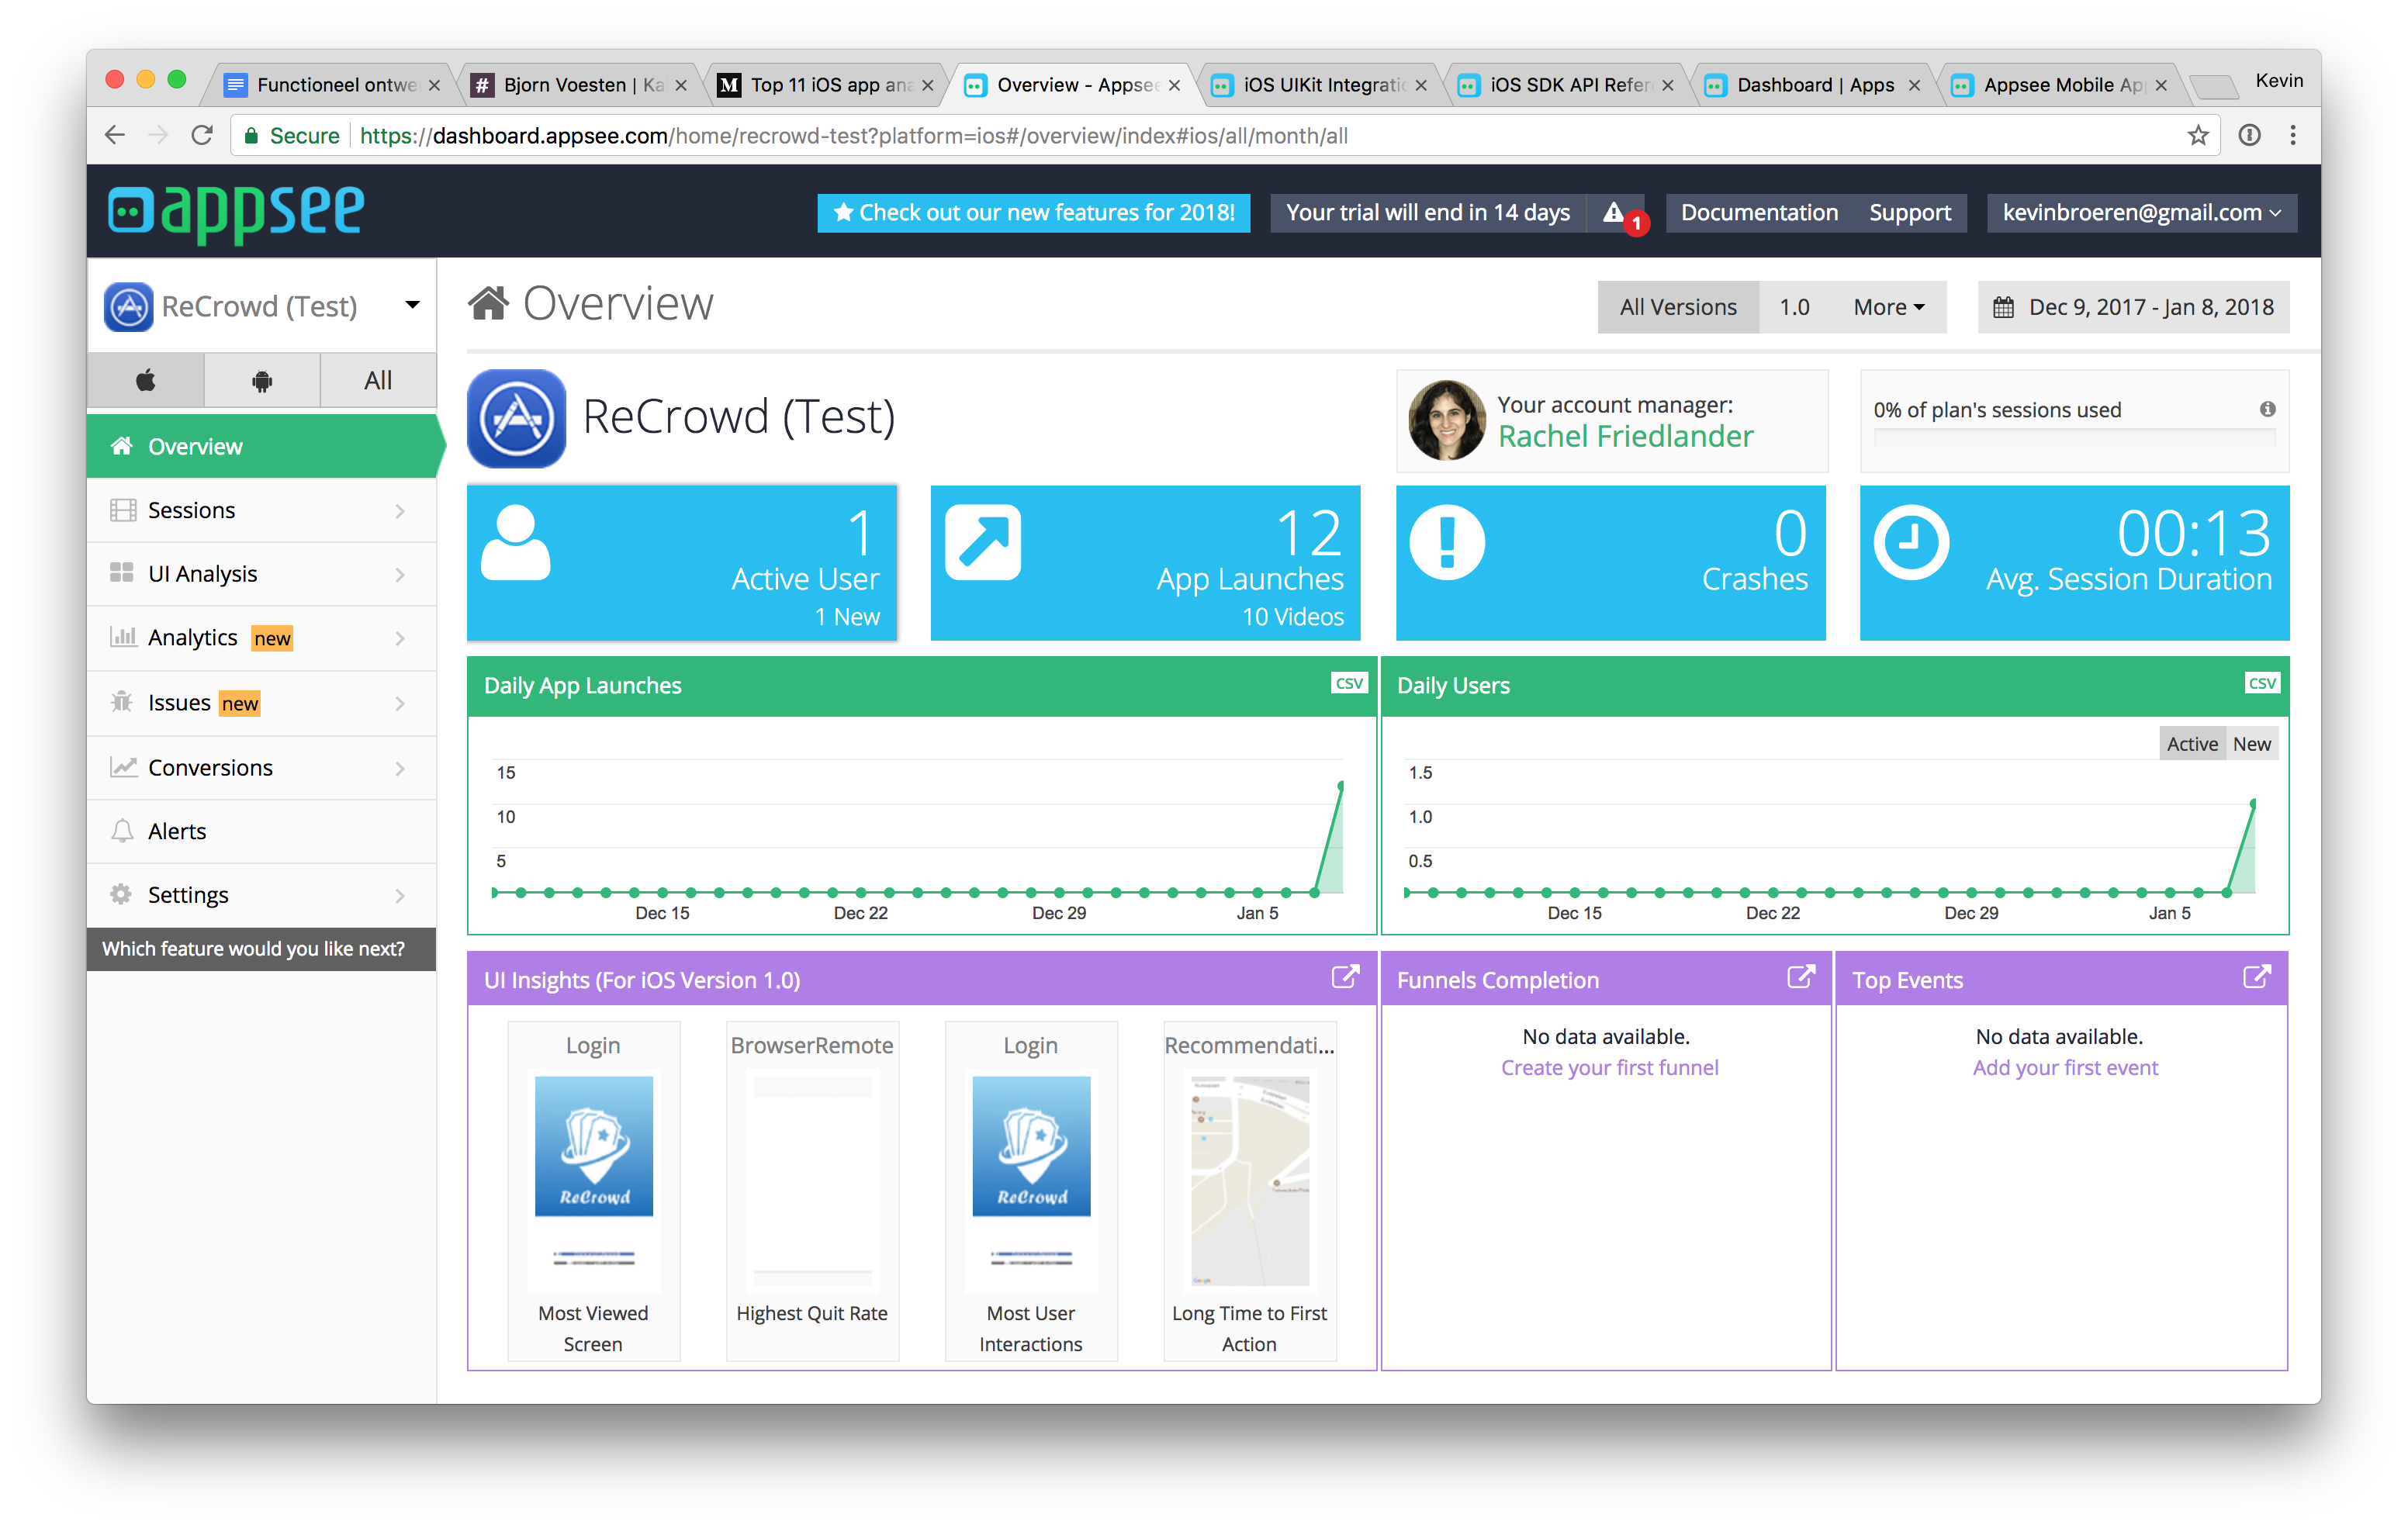 Functioneel ontwe
# Bjorn Voesten | Ka
M Top 11 iOS app ana
Overview - Appsee
iOS UIKit Integratio
iOS SDK API Refer
Dashboard | Apps
Appsee Mobile Ap
Kevin
Secure https://dashboard.appsee.com/home/recrowd-test?platform=ios#/overview/index#ios/all/month/all
appsee
Check out our new features for 2018!
Your trial will end in 14 days
1
Documentation
Support
kevinbroeren@gmail.com
ReCrowd (Test)
All
Overview
Sessions
UI Analysis
Analytics new
Issues new
Conversions
Alerts
Settings
Which feature would you like next?
Overview
All Versions
1.0
More
Dec 9, 2017 - Jan 8, 2018
ReCrowd (Test)
Your account manager:
Rachel Friedlander
0% of plan's sessions used
1
Active User
1 New
12
App Launches
10 Videos
0
Crashes
00:13
Avg. Session Duration
Daily App Launches
CSV
15
10
5
Dec 15
Dec 22
Dec 29
Jan 5
Daily Users
CSV
Active
New
1.5
1.0
0.5
Dec 15
Dec 22
Dec 29
Jan 5
UI Insights (For iOS Version 1.0)
Login
ReCrowd
Most Viewed
Screen
BrowserRemote
Highest Quit Rate
Login
ReCrowd
Most User
Interactions
Recommendati...
Google
Long Time to First
Action
Funnels Completion
No data available.
Create your first funnel
Top Events
No data available.
Add your first event